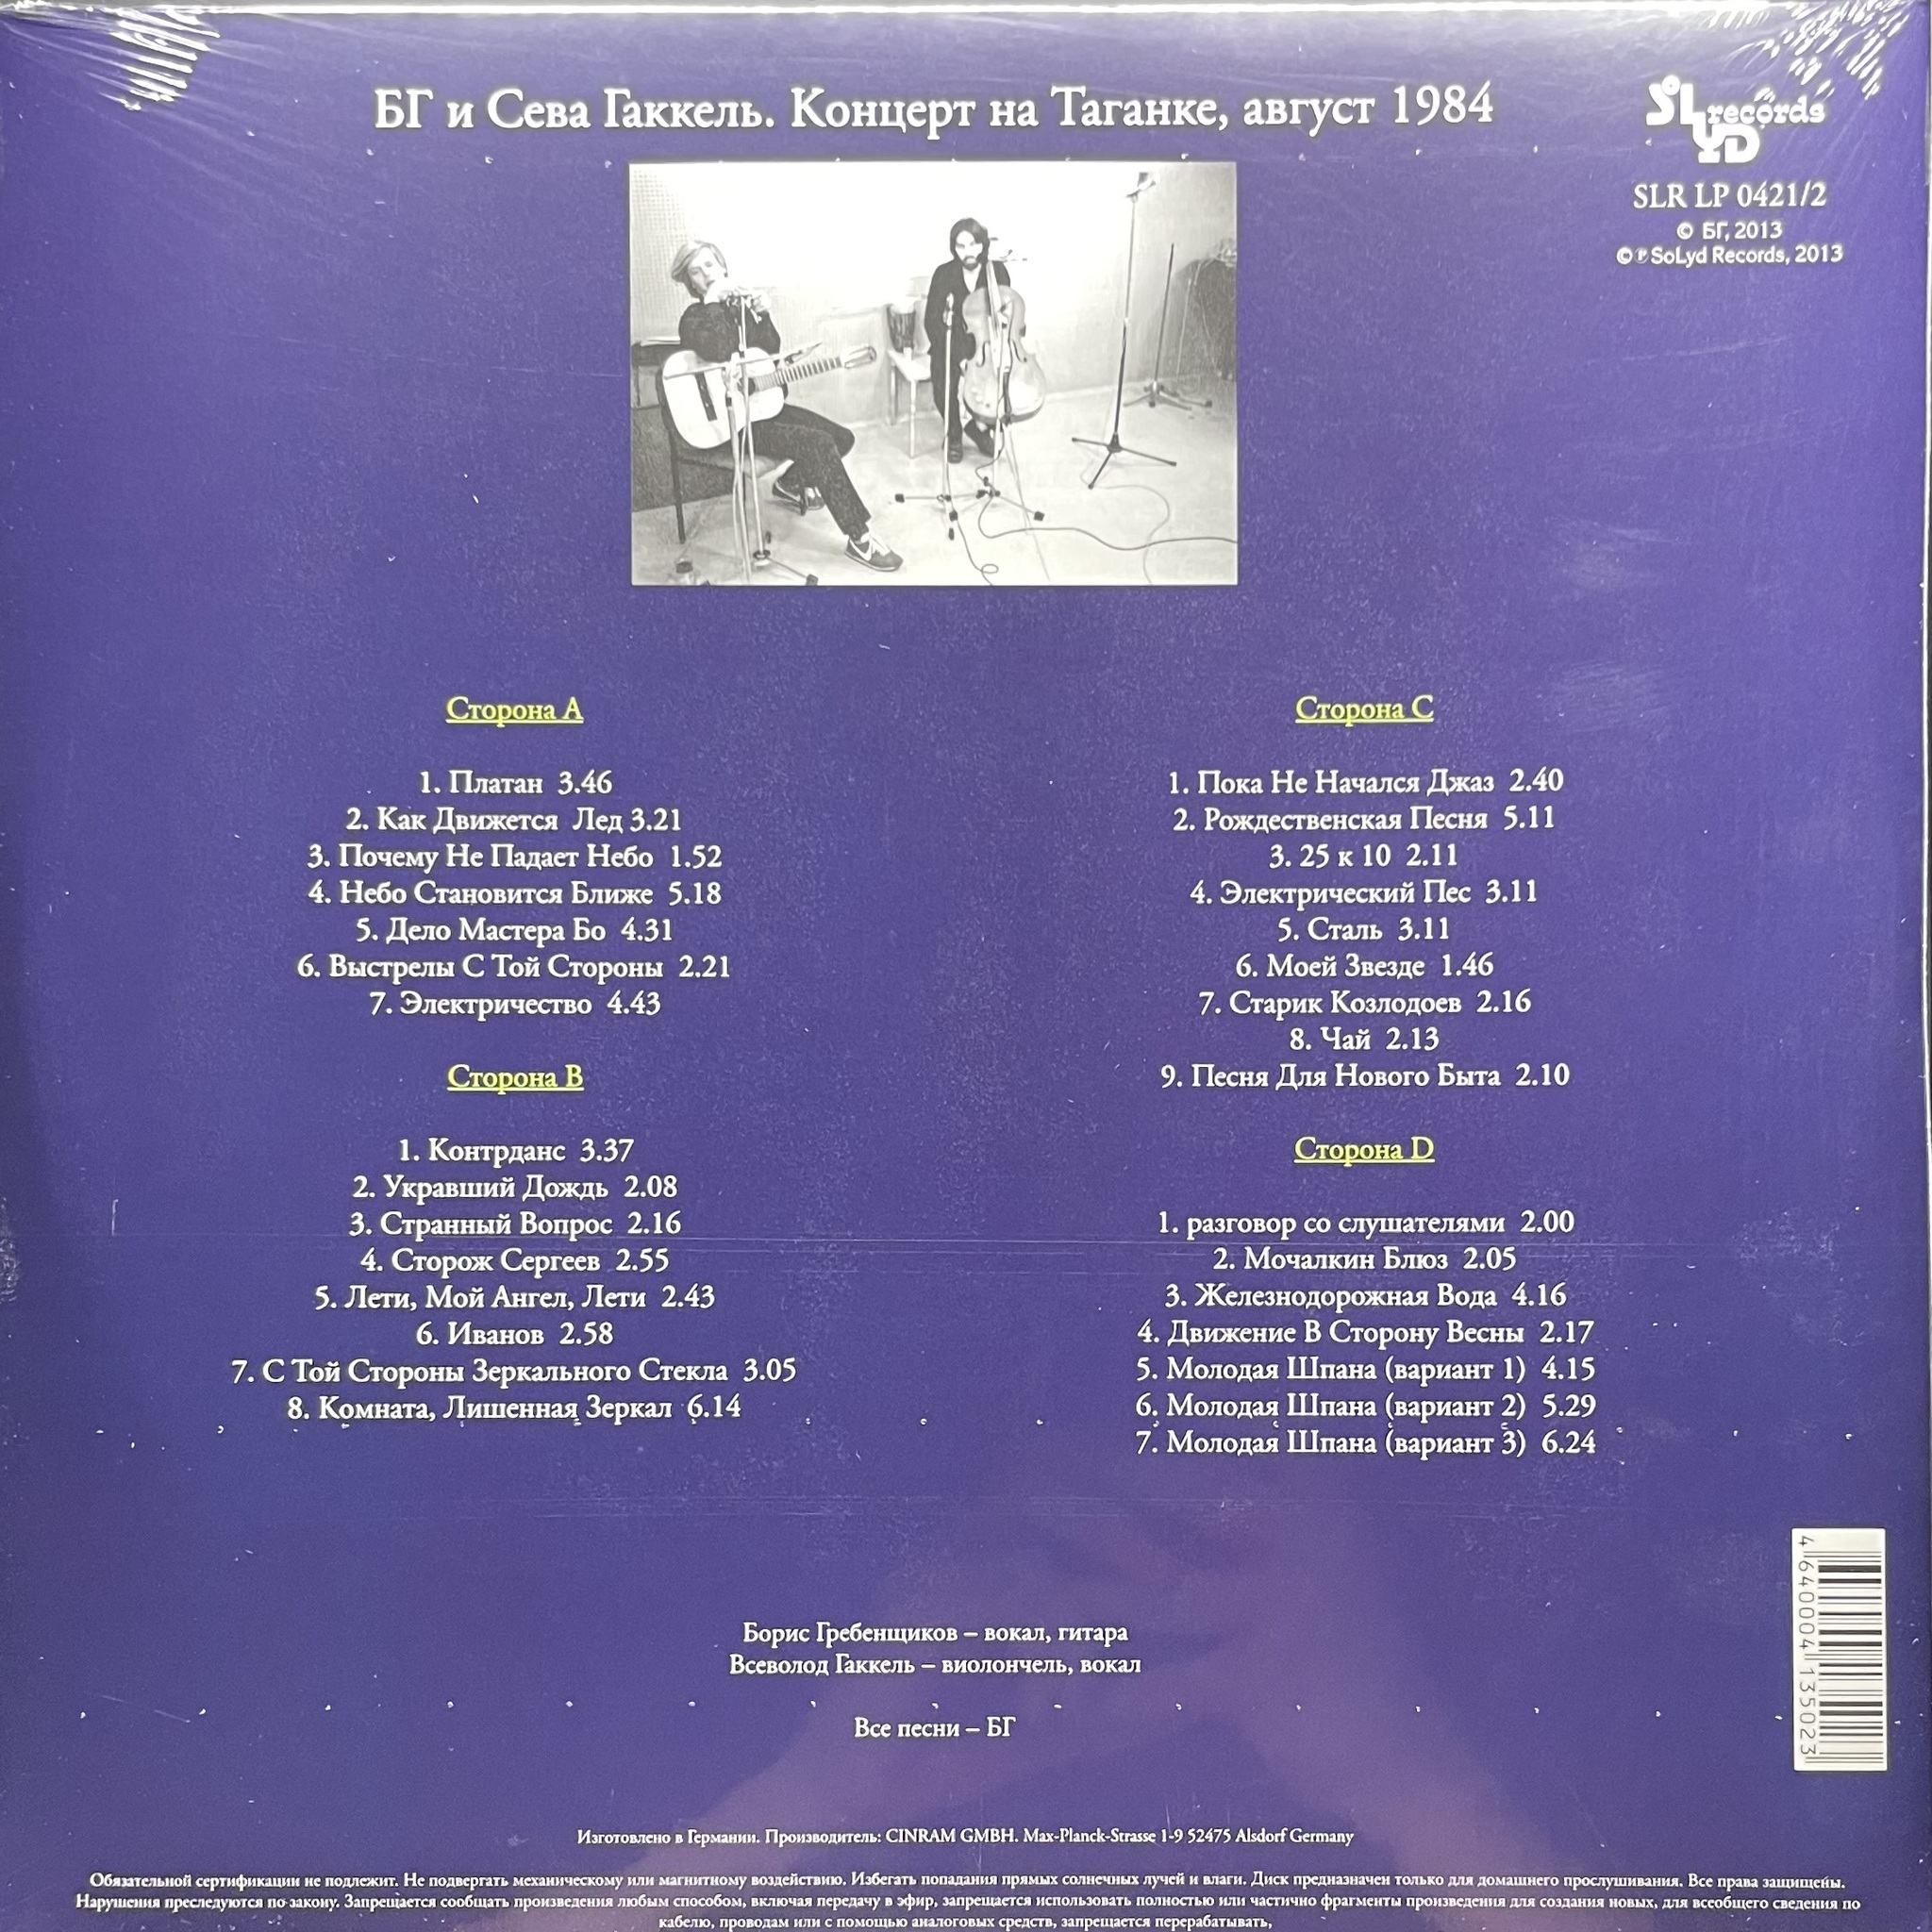 БГ и Сева Гаккель. Концерт на Таганке, август 1984
SoLyd records
SLR LP 0421/2
© БГ, 2013
©℗ SoLyd Records, 2013
Сторона A
1. Платан 3.46
2. Как Движется Лед 3.21
3. Почему Не Падает Небо 1.52
4. Небо Становится Ближе 5.18
5. Дело Мастера Бо 4.31
6. Выстрелы С Той Стороны 2.21
7. Электричество 4.43
Сторона B
1. Контрданс 3.37
2. Укравший Дождь 2.08
3. Странный Вопрос 2.16
4. Сторож Сергеев 2.55
5. Лети, Мой Ангел, Лети 2.43
6. Иванов 2.58
7. С Той Стороны Зеркального Стекла 3.05
8. Комната, Лишенная Зеркал 6.14
Сторона C
1. Пока Не Начался Джаз 2.40
2. Рождественская Песня 5.11
3. 25 к 10 2.11
4. Электрический Пес 3.11
5. Сталь 3.11
6. Моей Звезде 1.46
7. Старик Козлодоев 2.16
8. Чай 2.13
9. Песня Для Нового Быта 2.10
Сторона D
1. разговор со слушателями 2.00
2. Мочалкин Блюз 2.05
3. Железнодорожная Вода 4.16
4. Движение В Сторону Весны 2.17
5. Молодая Шпана (вариант 1) 4.15
6. Молодая Шпана (вариант 2) 5.29
7. Молодая Шпана (вариант 3) 6.24
4 640004 135023
Борис Гребенщиков – вокал, гитара
Всеволод Гаккель – виолончель, вокал
Все песни – БГ
Изготовлено в Германии. Производитель: CINRAM GMBH. Max-Planck-Strasse 1-9 52475 Alsdorf Germany
Обязательной сертификации не подлежит. Не подвергать механическому или магнитному воздействию. Избегать попадания прямых солнечных лучей и влаги. Диск предназначен только для домашнего прослушивания. Все права защищены.
Нарушения преследуются по закону. Запрещается сообщать произведения любым способом, включая передачу в эфир, запрещается использовать полностью или частично фрагменты произведения для создания новых, для всеобщего сведения по
кабелю, проводам или с помощью аналоговых средств, запрещается перерабатывать,